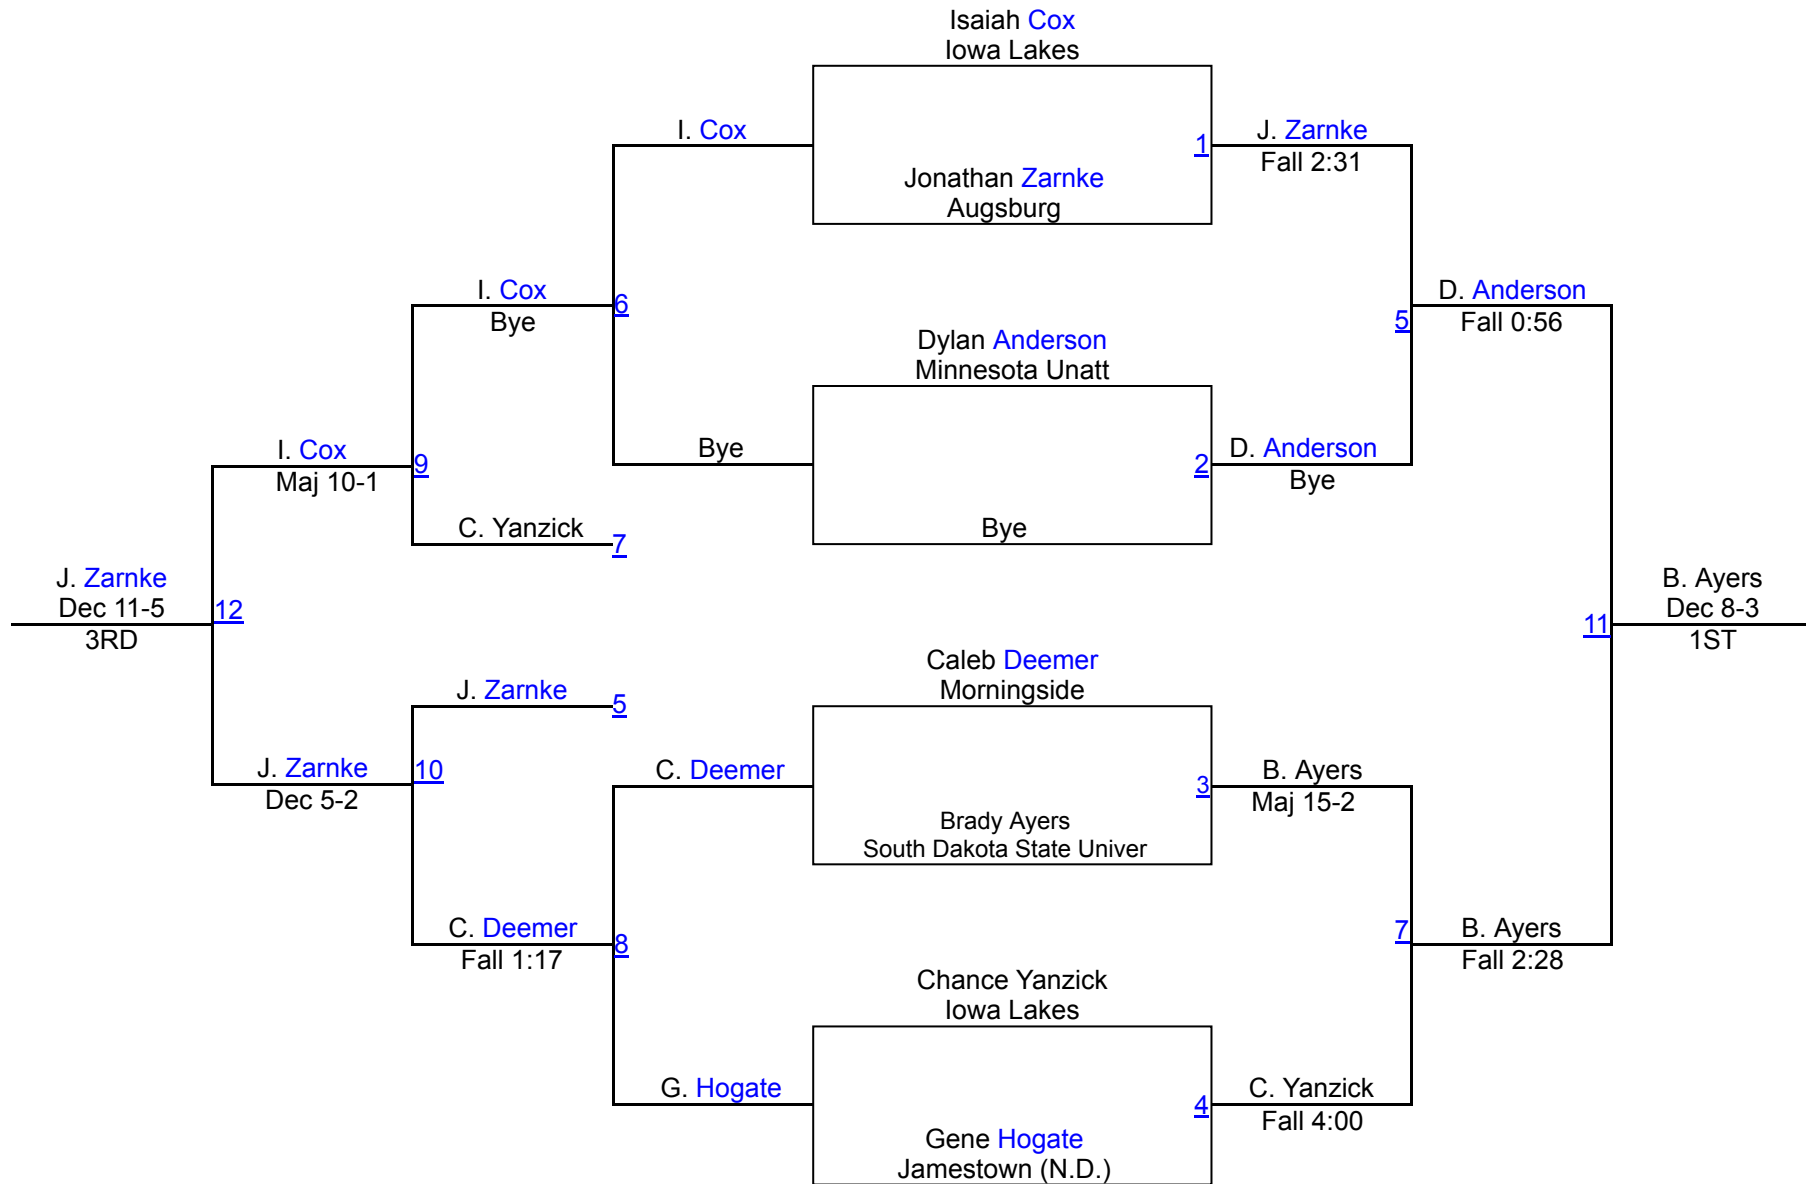 Isaiah Cox
Iowa Lakes
I. Cox
1
J. Zarnke
Fall 2:31
Jonathan Zarnke
Augsburg
I. Cox
Bye
6
D. Anderson
Fall 0:56
5
Dylan Anderson
Minnesota Unatt
I. Cox
Maj 10-1
9
Bye
2
D. Anderson
Bye
C. Yanzick
7
Bye
J. Zarnke
Dec 11-5
3RD
12
11
B. Ayers
Dec 8-3
1ST
Caleb Deemer
Morningside
J. Zarnke
5
J. Zarnke
Dec 5-2
10
C. Deemer
3
B. Ayers
Maj 15-2
Brady Ayers
South Dakota State Univer
C. Deemer
Fall 1:17
8
7
B. Ayers
Fall 2:28
Chance Yanzick
Iowa Lakes
G. Hogate
4
C. Yanzick
Fall 4:00
Gene Hogate
Jamestown (N.D.)